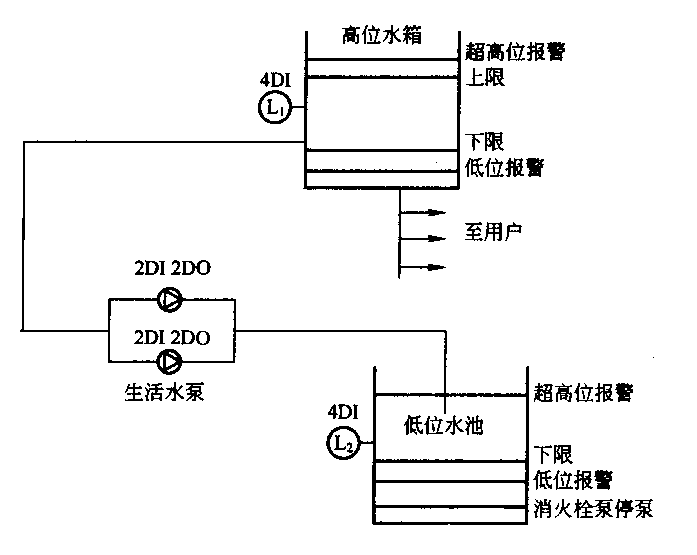 高位水箱
超高位报警
上限
4DI
L1
下限
低位报警
至用户
2DI 2DO
2DI 2DO
生活水泵
超高位报警
4DI
低位水池
L2
下限
低位报警
消火栓泵停泵